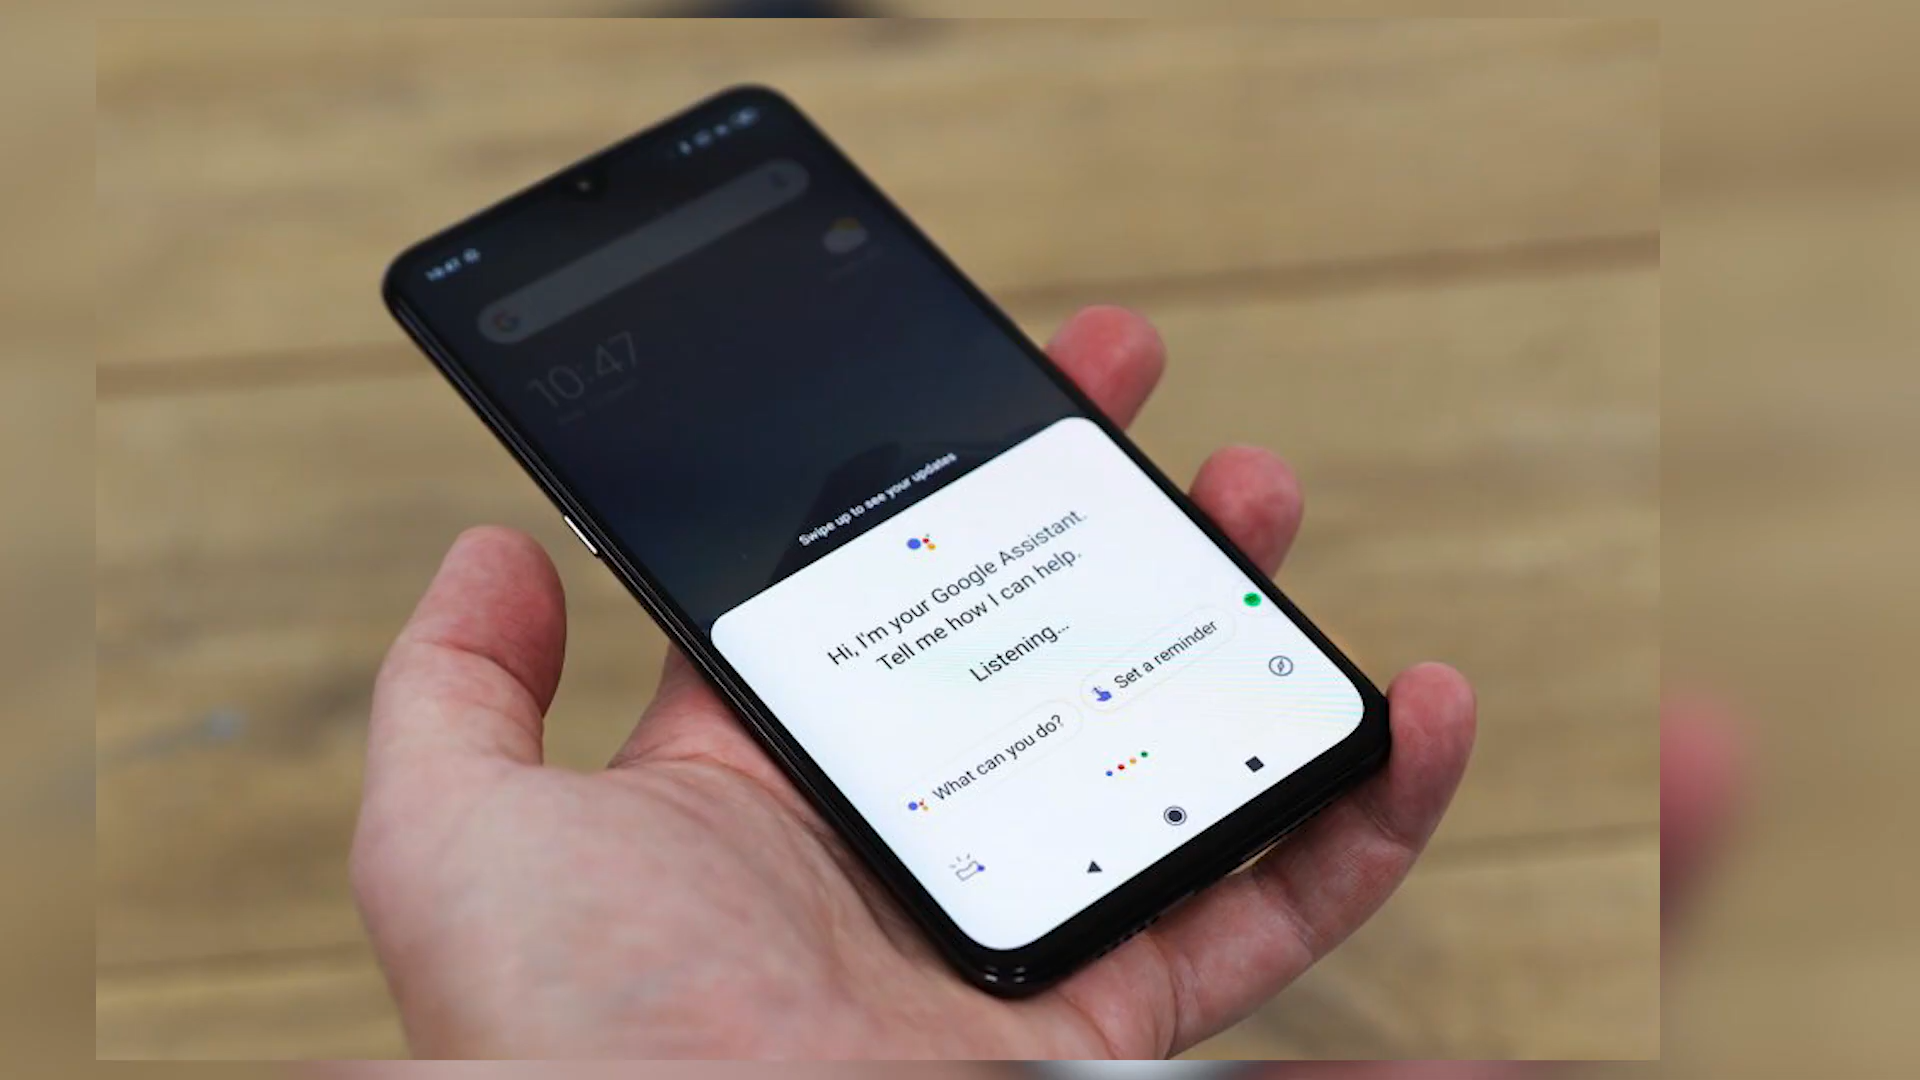 10:47
Swipe up to see your updates
Hi, I'm your Google Assistant.
Tell me how I can help.
Listening...
What can you do?
Set a reminder